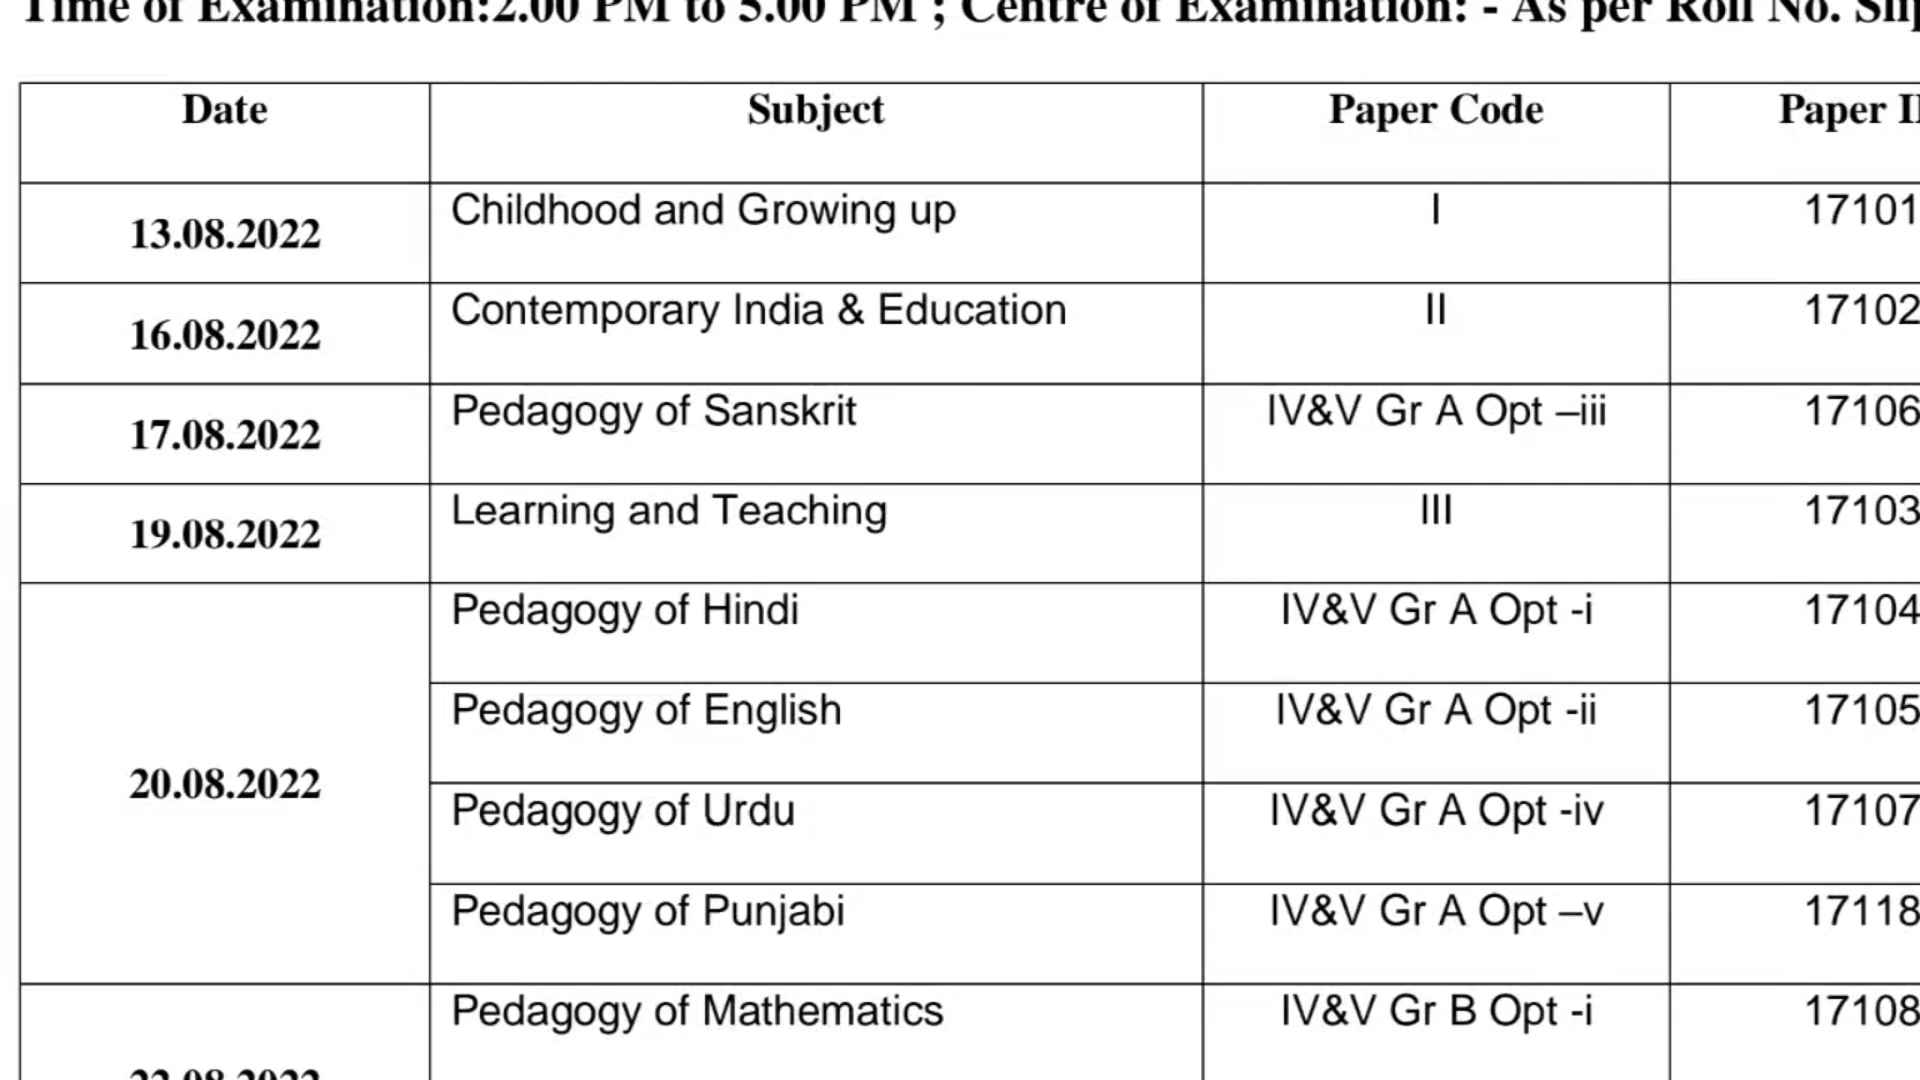 Time of Examination:2.00 PM to 5.00 PM ; Centre of Examination: - As per Roll No. Slip
Date Subject Paper Code Paper
13.08.2022 Childhood and Growing up I 17101
16.08.2022 Contemporary India & Education II 17102
17.08.2022 Pedagogy of Sanskrit IV&V Gr A Opt –iii 17106
19.08.2022 Learning and Teaching III 17103
20.08.2022 Pedagogy of Hindi IV&V Gr A Opt -i 17104
Pedagogy of English IV&V Gr A Opt -ii 17105
Pedagogy of Urdu IV&V Gr A Opt -iv 17107
Pedagogy of Punjabi IV&V Gr A Opt –v 17118
Pedagogy of Mathematics IV&V Gr B Opt -i 17108